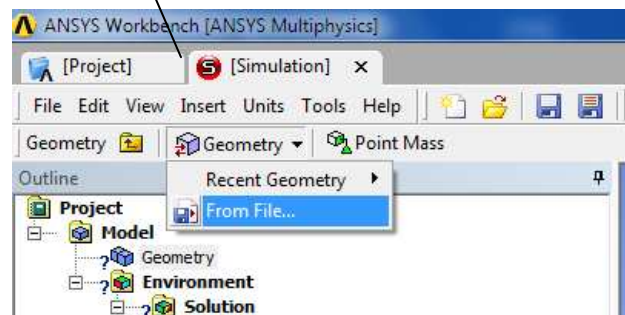 ANSYS Workbench [ANSYS Multiphysics]
[Project] [Simulation]
File Edit View Insert Units Tools Help
Geometry Geometry Point Mass
Outline
Recent Geometry
From File...
Project
Model
Geometry
Environment
Solution